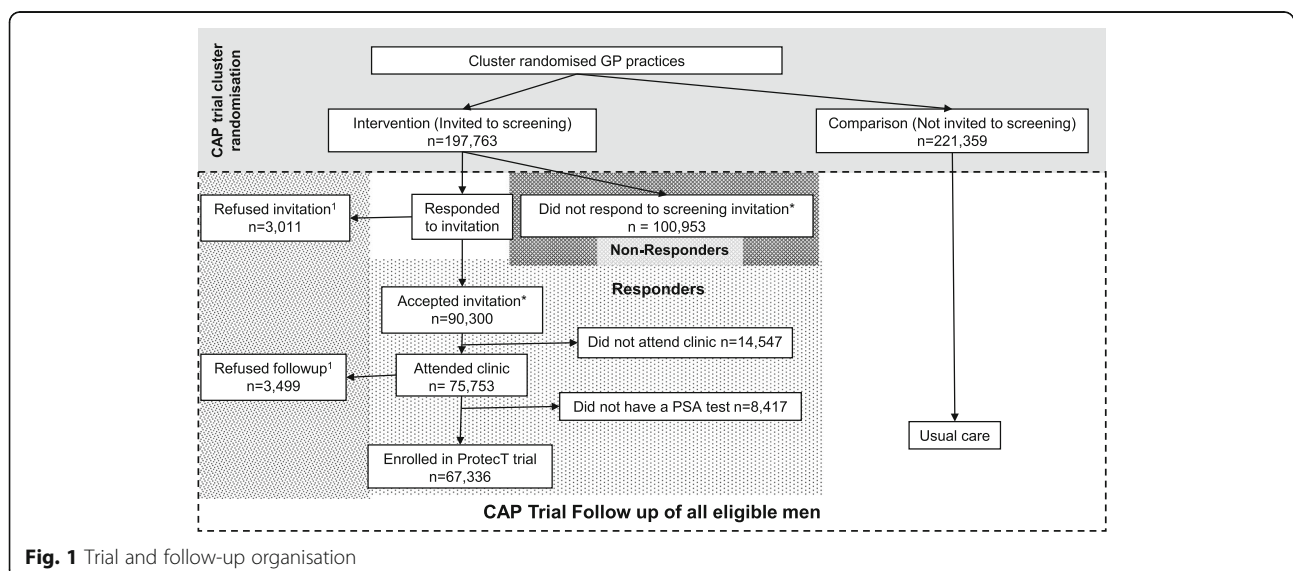 CAP trial cluster
randomisation
Cluster randomised GP practices
Intervention (Invited to screening)
n=197,763
Comparison (Not invited to screening)
n=221,359
Refused invitation¹
n=3,011
Responded
to invitation
Did not respond to screening invitation*
n = 100,953
Non-Responders
Responders
Accepted invitation*
n=90,300
Did not attend clinic n=14,547
Refused followup¹
n=3,499
Attended clinic
n= 75,753
Did not have a PSA test n=8,417
Usual care
Enrolled in ProtecT trial
n=67,336
CAP Trial Follow up of all eligible men
Fig. 1 Trial and follow-up organisation